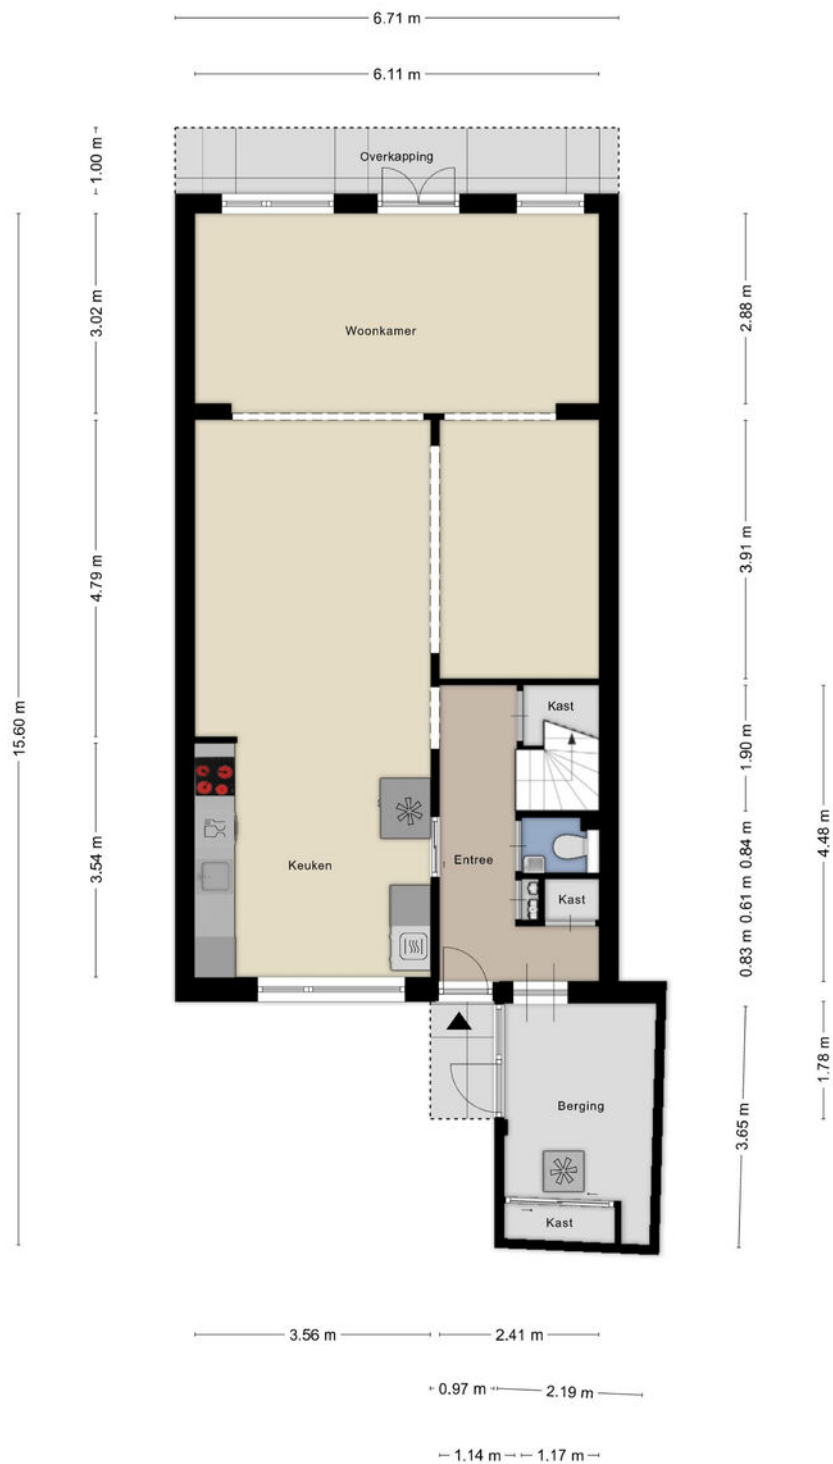 6.71 m
6.11 m
1.00 m
Overkapping
3.02 m
2.88 m
Woonkamer
4.79 m
3.91 m
15.60 m
Kast
1.90 m
4.48 m
0.84 m
3.54 m
Keuken
Entree
Kast
0.61 m
0.83 m
1.78 m
Berging
3.65 m
Kast
3.56 m
2.41 m
0.97 m
2.19 m
1.14 m
1.17 m